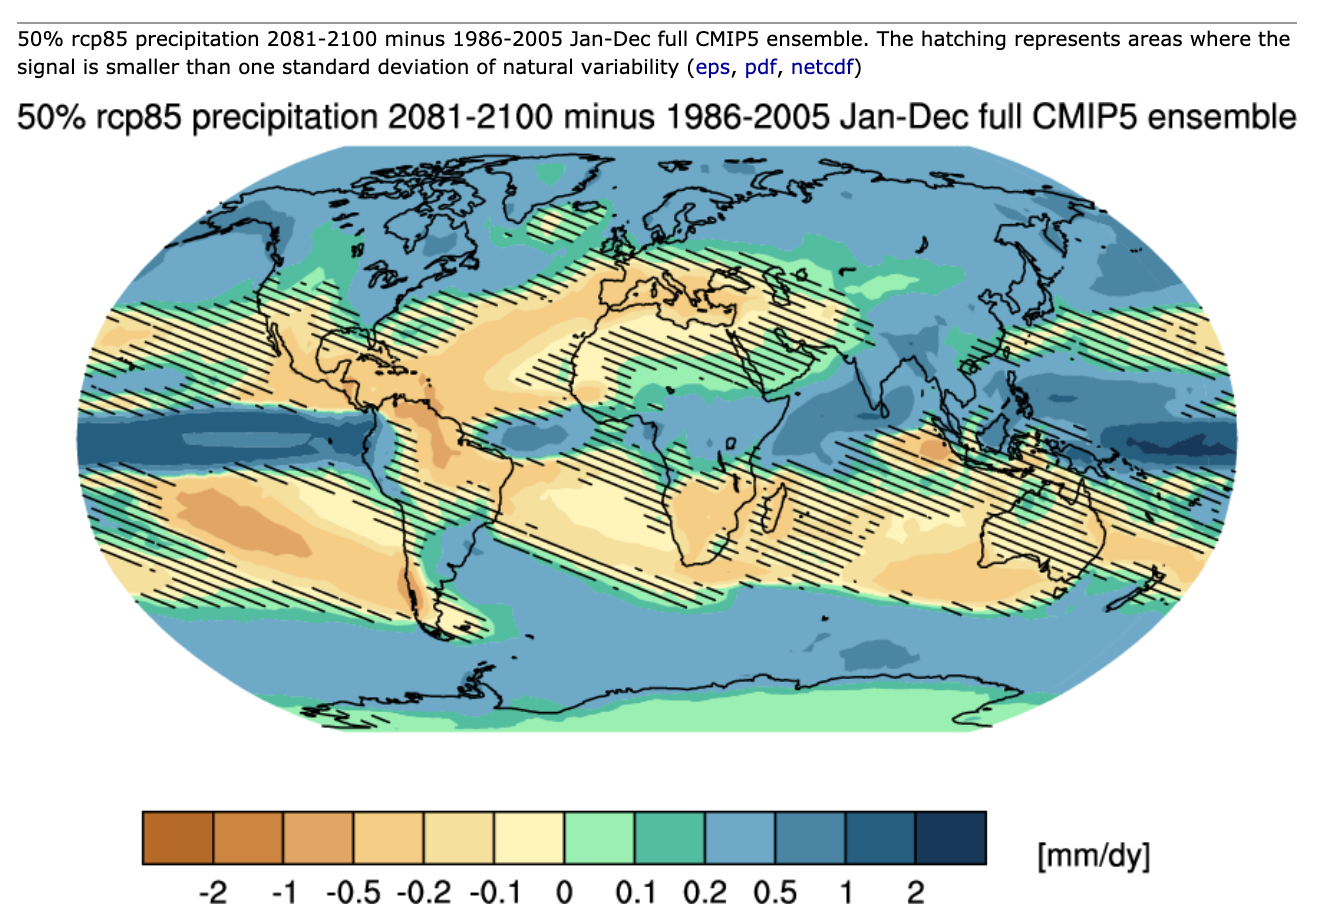 50% rcp85 precipitation 2081-2100 minus 1986-2005 Jan-Dec full CMIP5 ensemble. The hatching represents areas where the
signal is smaller than one standard deviation of natural variability (eps, pdf, netcdf)
50% rcp85 precipitation 2081-2100 minus 1986-2005 Jan-Dec full CMIP5 ensemble
[mm/dy]
-2 -1 -0.5 -0.2 -0.1 0 0.1 0.2 0.5 1 2